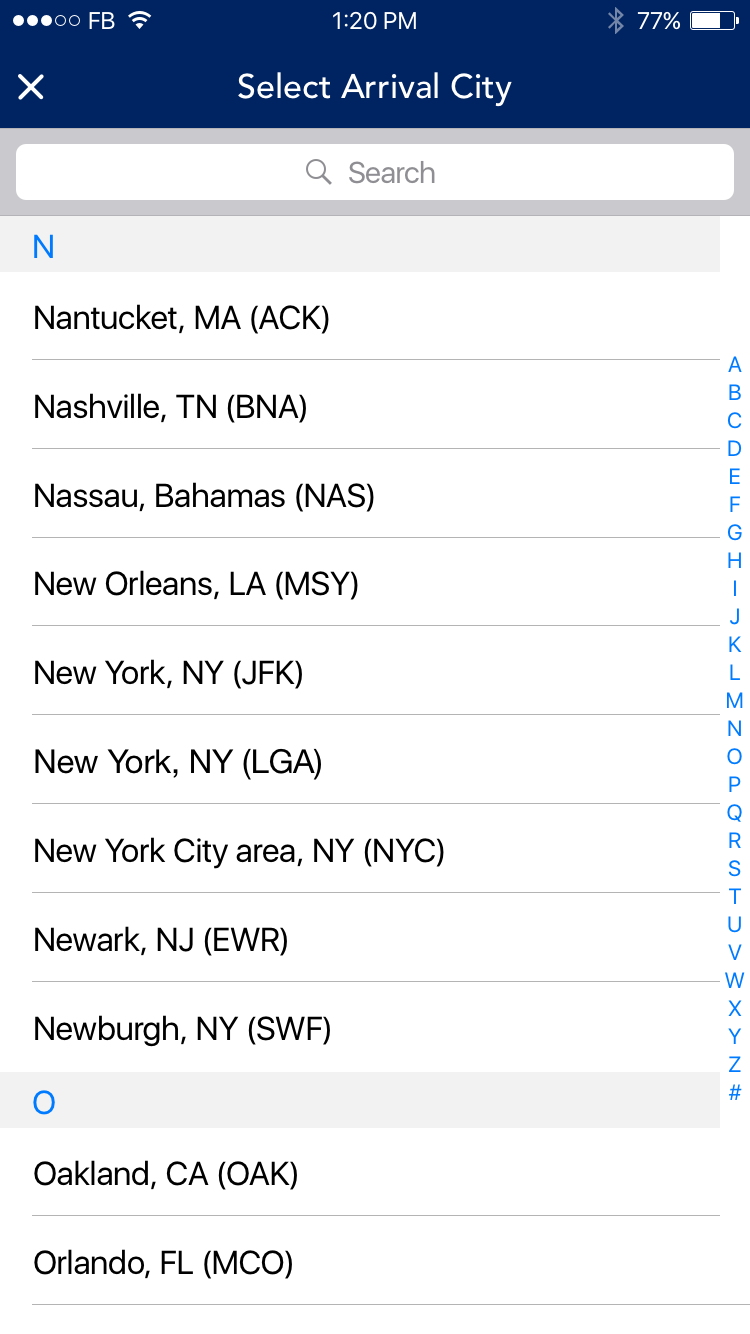 FB 1:20 PM 77%
Select Arrival City
Search
N
Nantucket, MA (ACK)
Nashville, TN (BNA)
Nassau, Bahamas (NAS)
New Orleans, LA (MSY)
New York, NY (JFK)
New York, NY (LGA)
New York City area, NY (NYC)
Newark, NJ (EWR)
Newburgh, NY (SWF)
O
Oakland, CA (OAK)
Orlando, FL (MCO)
A
B
C
D
E
F
G
H
I
J
K
L
M
N
O
P
Q
R
S
T
U
V
W
X
Y
Z
#